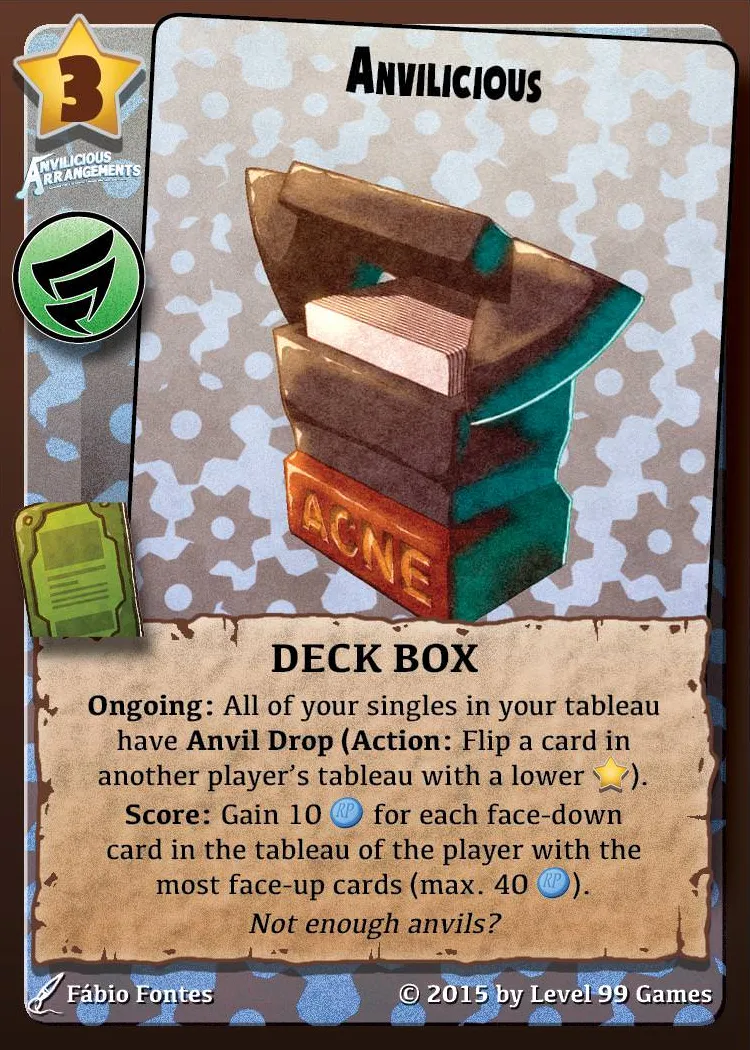 3
Anvilicious
Anvilicious
Arrangements
ACNE
DECK BOX
Ongoing: All of your singles in your tableau
have Anvil Drop (Action: Flip a card in
another player's tableau with a lower ).
Score: Gain 10 RP for each face-down
card in the tableau of the player with the
most face-up cards (max. 40 RP).
Not enough anvils?
Fábio Fontes
© 2015 by Level 99 Games